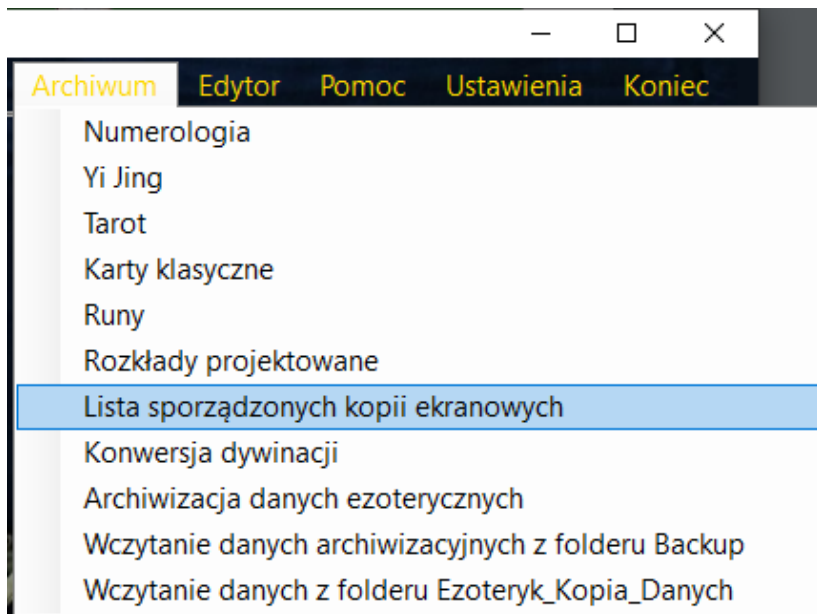 Archiwum Edytor Pomoc Ustawienia Koniec
Numerologia
Yi Jing
Tarot
Karty klasyczne
Runy
Rozkłady projektowane
Lista sporządzonych kopii ekranowych
Konwersja dywinacji
Archiwizacja danych ezoterycznych
Wczytanie danych archiwizacyjnych z folderu Backup
Wczytanie danych z folderu Ezoteryk_Kopia_Danych